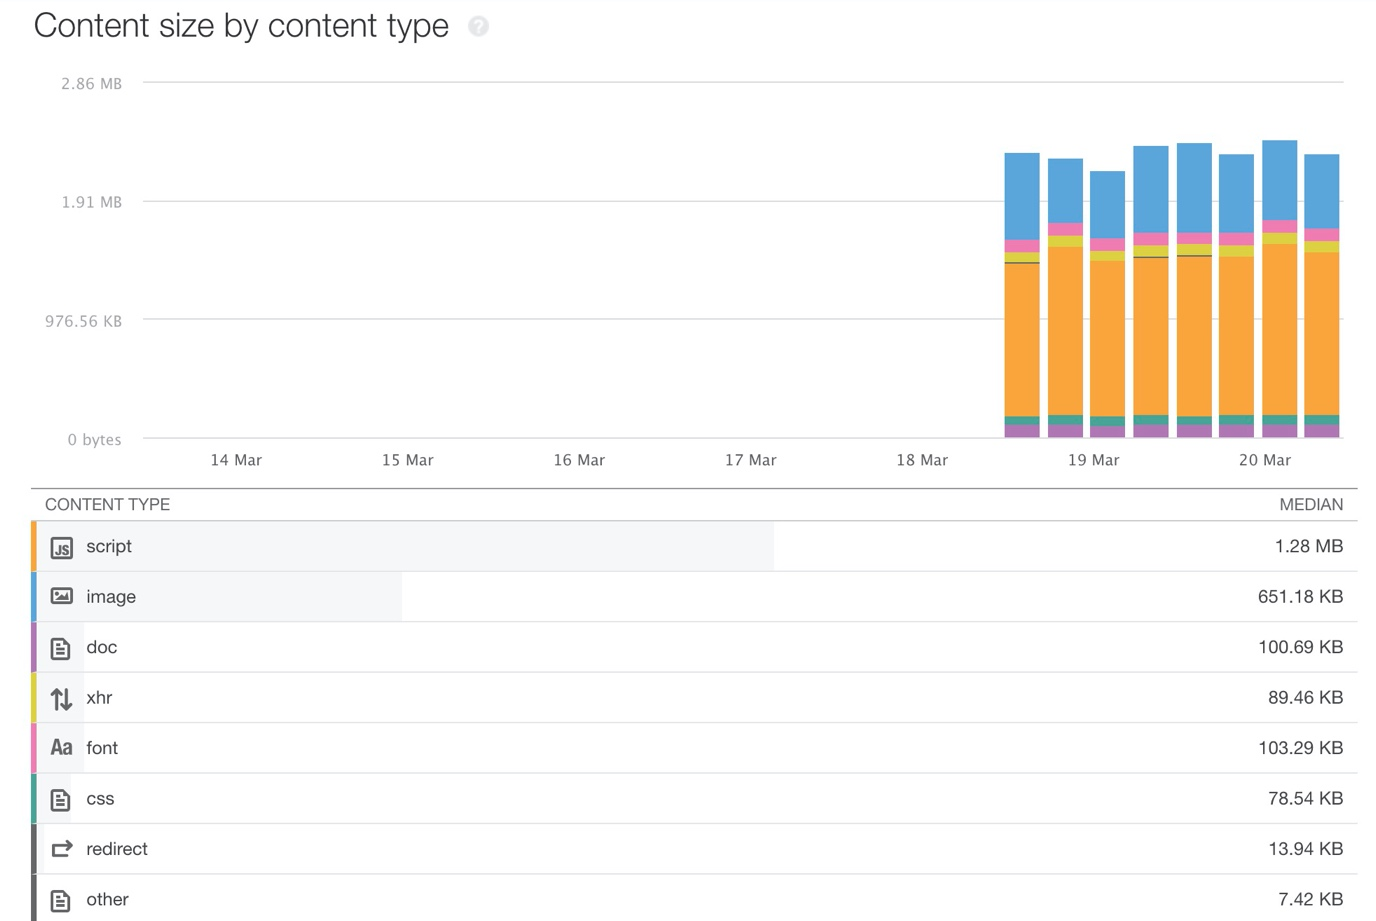 Content size by content type ?
2.86 MB
1.91 MB
976.56 KB
0 bytes
14 Mar 15 Mar 16 Mar 17 Mar 18 Mar 19 Mar 20 Mar
CONTENT TYPE MEDIAN
JS script 1.28 MB
image 651.18 KB
doc 100.69 KB
xhr 89.46 KB
Aa font 103.29 KB
css 78.54 KB
redirect 13.94 KB
other 7.42 KB